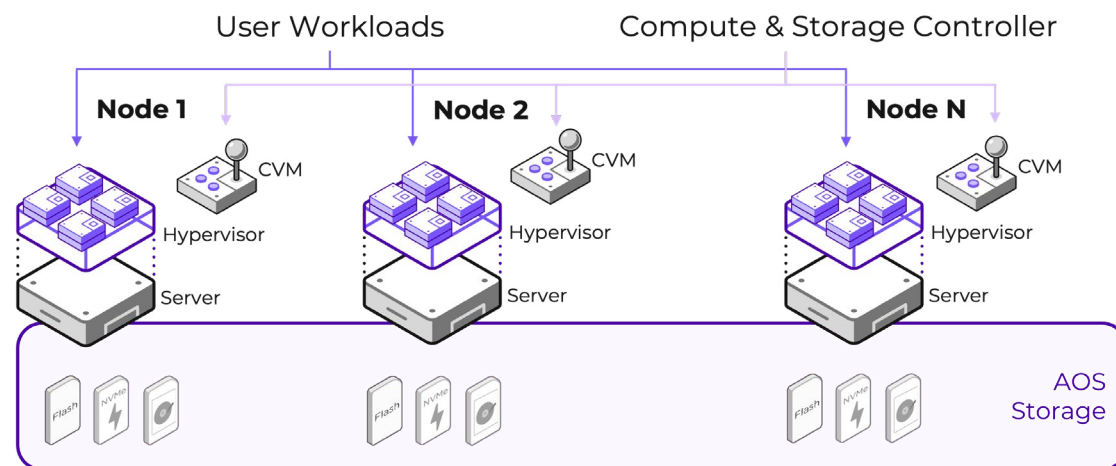 User Workloads
Compute & Storage Controller
Node 1
Node 2
Node N
CVM
CVM
CVM
Hypervisor
Hypervisor
Hypervisor
Server
Server
Server
Flash
NVMe
Flash
NVMe
Flash
NVMe
AOS
Storage